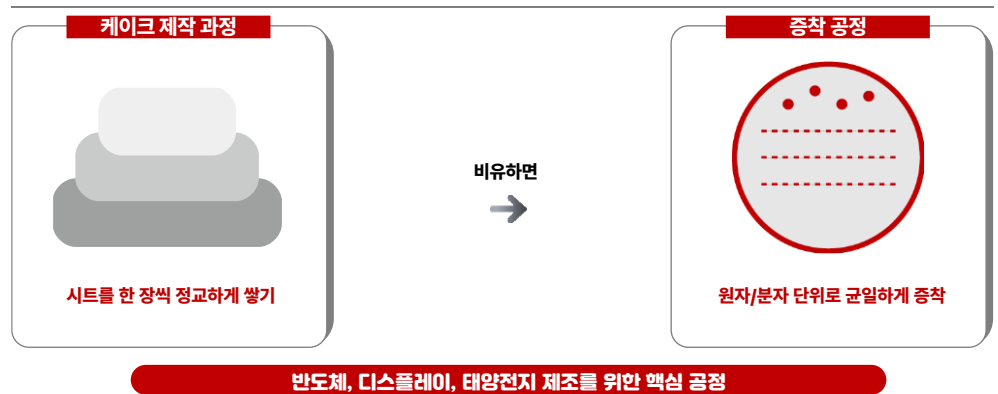 케이크 제작 과정
시트를 한 장씩 정교하게 쌓기
비유하면
증착 공정
원자/분자 단위로 균일하게 증착
반도체, 디스플레이, 태양전지 제조를 위한 핵심 공정